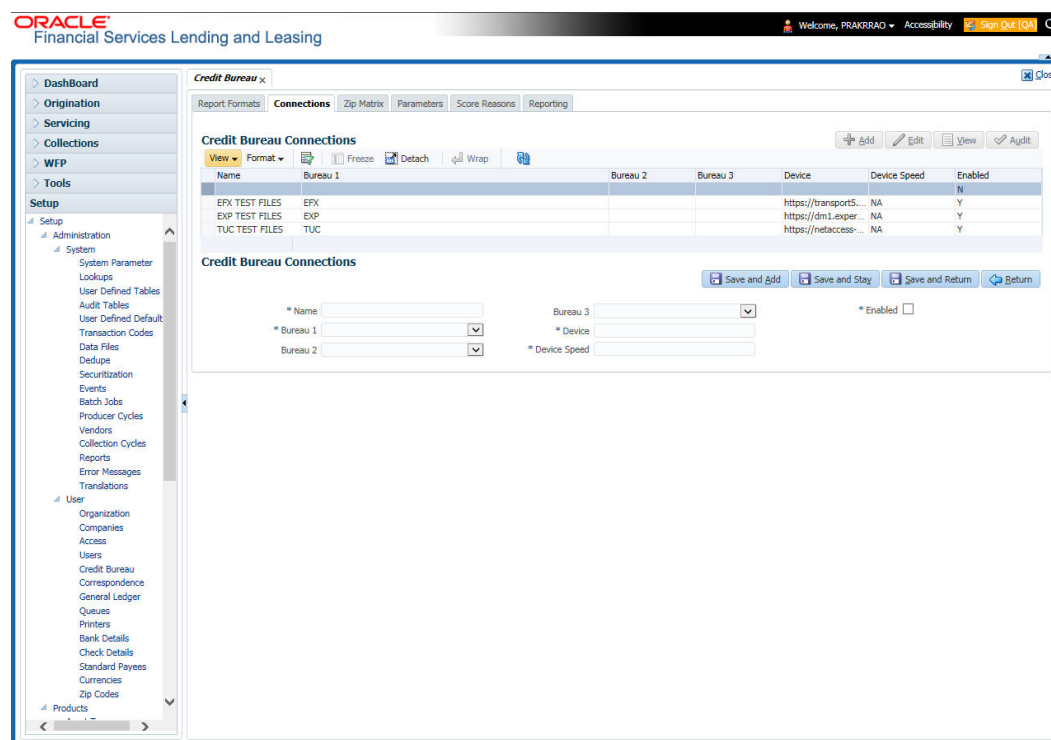 ORACLE
Financial Services Lending and Leasing
Welcome, PRAKRRAO Accessibility Sign Out [QA]
DashBoard
Origination
Servicing
Collections
WFP
Tools
Setup
Setup
Administration
System
System Parameter
Lookups
User Defined Tables
Audit Tables
User Defined Default
Transaction Codes
Data Files
Dedupe
Securitization
Events
Batch Jobs
Producer Cycles
Vendors
Collection Cycles
Reports
Error Messages
Translations
User
Organization
Companies
Access
Users
Credit Bureau
Correspondence
General Ledger
Queues
Printers
Bank Details
Check Details
Standard Payees
Currencies
Zip Codes
Products
Credit Bureau x Clos
Report Formats Connections Zip Matrix Parameters Score Reasons Reporting
Credit Bureau Connections Add Edit View Audit
View Format Freeze Detach Wrap
Name Bureau 1 Bureau 2 Bureau 3 Device Device Speed Enabled
N
EFX TEST FILES EFX https://transport5.... NA Y
EXP TEST FILES EXP https://dm1.exper... NA Y
TUC TEST FILES TUC https://netaccess-... NA Y
Credit Bureau Connections
Save and Add Save and Stay Save and Return Return
* Name Bureau 3 * Enabled
* Bureau 1 * Device
Bureau 2 * Device Speed